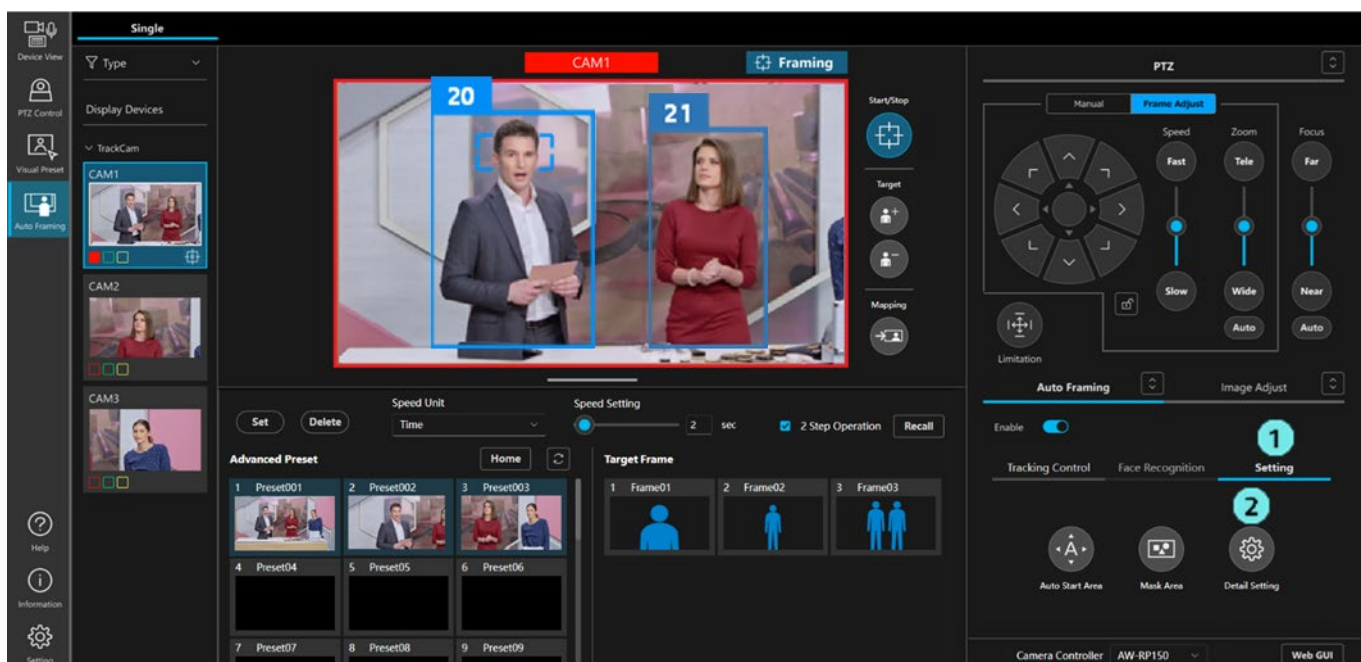 Single
Device View
PTZ Control
Visual Preset
Auto Framing
Help
Information
Setting
Type
Display Devices
TrackCam
CAM1
CAM2
CAM3
CAM1
Framing
20
21
Start/Stop
Target
Mapping
Set
Delete
Speed Unit
Time
Speed Setting
2 sec
2 Step Operation
Recall
Advanced Preset
Home
1 Preset001
2 Preset002
3 Preset003
4 Preset04
5 Preset05
6 Preset06
7 Preset07
8 Preset08
9 Preset09
Target Frame
1 Frame01
2 Frame02
3 Frame03
PTZ
Manual
Frame Adjust
Speed
Zoom
Focus
Fast
Tele
Far
Slow
Wide
Near
Auto
Auto
Limitation
Auto Framing
Image Adjust
Enable
1
Tracking Control
Face Recognition
Setting
2
A
Auto Start Area
Mask Area
Detail Setting
Camera Controller
AW-RP150
Web GUI